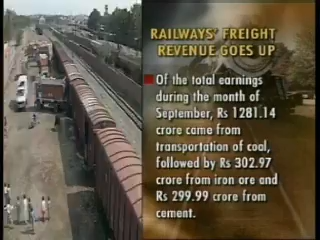 RAILWAYS' FREIGHT
REVENUE GOES UP
Of the total earnings
during the month of
September, Rs 1281.14
crore came from
transportation of coal,
followed by Rs 302.97
crore from iron ore and
Rs 299.99 crore from
cement.